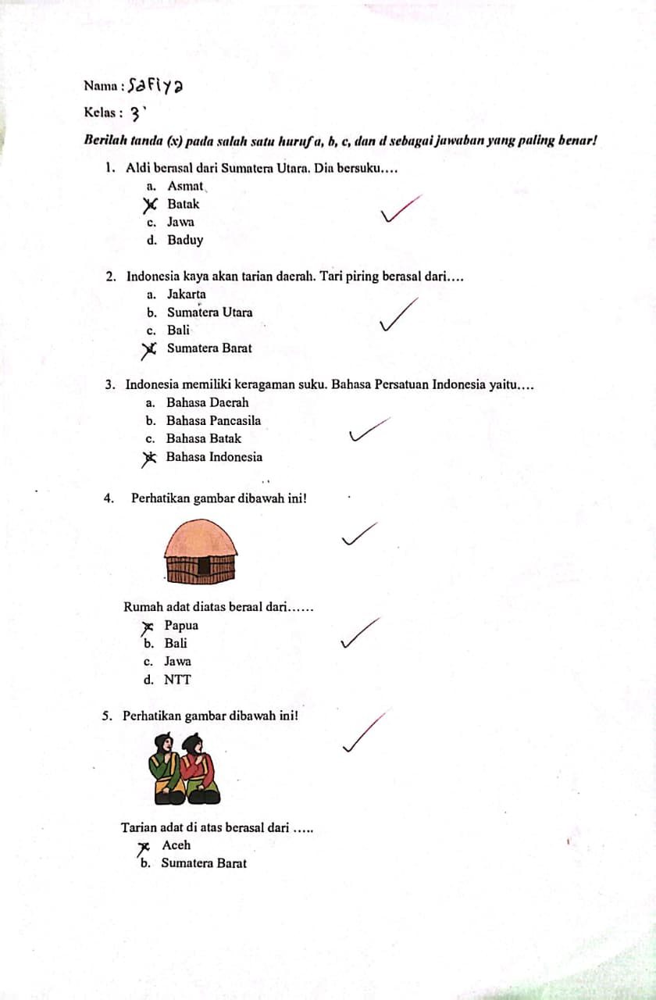 Nama : Safiya
Kelas : 3
Berilah tanda (x) pada salah satu huruf a, b, c, dan d sebagai jawaban yang paling benar!
1. Aldi berasal dari Sumatera Utara. Dia bersuku....
a. Asmat
Batak
c. Jawa
d. Baduy
2. Indonesia kaya akan tarian daerah. Tari piring berasal dari....
a. Jakarta
b. Sumatera Utara
c. Bali
Sumatera Barat
3. Indonesia memiliki keragaman suku. Bahasa Persatuan Indonesia yaitu....
a. Bahasa Daerah
b. Bahasa Pancasila
c. Bahasa Batak
Bahasa Indonesia
4. Perhatikan gambar dibawah ini!
Rumah adat diatas beraal dari......
Papua
b. Bali
c. Jawa
d. NTT
5. Perhatikan gambar dibawah ini!
Tarian adat di atas berasal dari .....
Aceh
b. Sumatera Barat